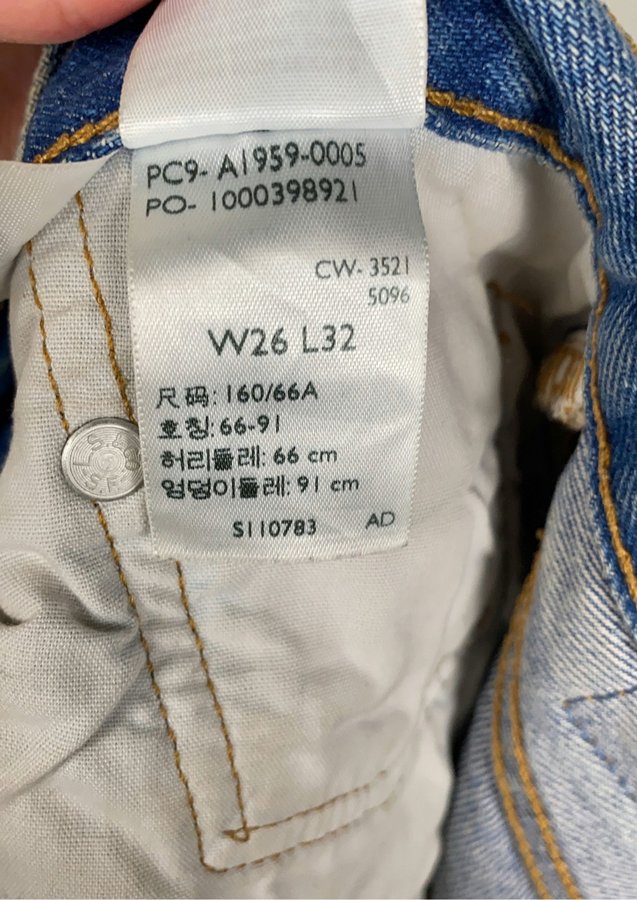 PC9- A1959-0005
PO- 1000398921
CW- 3521
5096
W26 L32
尺码: 160/66A
호칭: 66-91
허리둘레: 66 cm
엉덩이둘레: 91 cm
S110783 AD